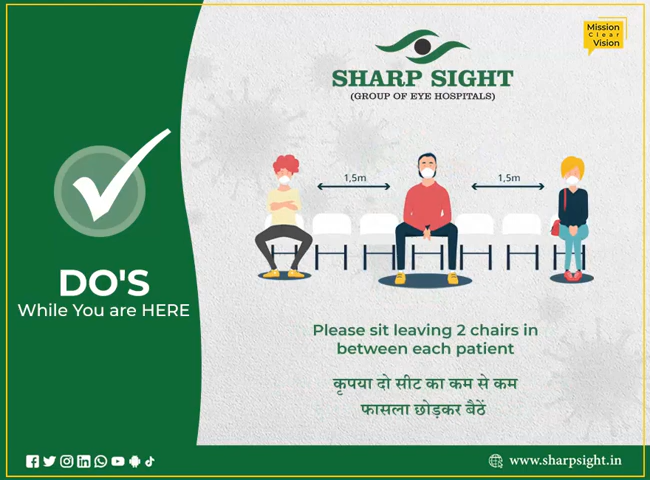 Mission
Clear
Vision
SHARP SIGHT
(GROUP OF EYE HOSPITALS)
1,5m
1,5m
DO'S
While You are HERE
Please sit leaving 2 chairs in
between each patient
कृपया दो सीट का कम से कम
फासला छोड़कर बैठें
www.sharpsight.in